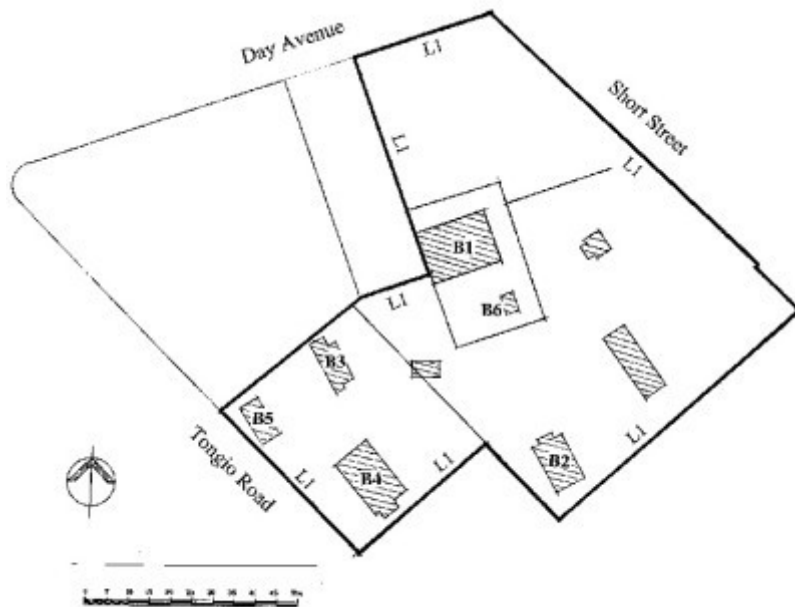 Day Avenue
L1
Short Street
L1
L1
B1
L1
B6
B3
B5
Tongio Road
L1
B4
L1
B2
L1